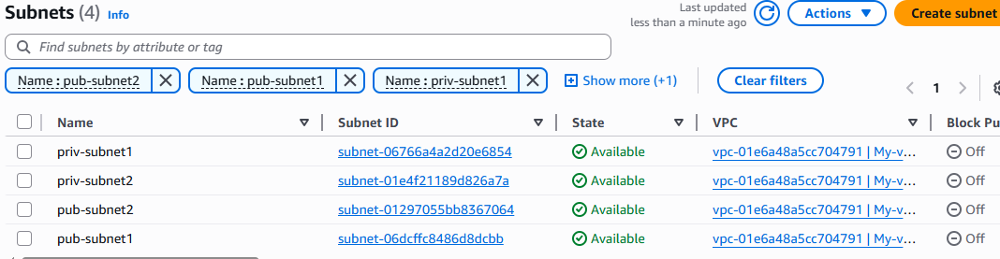 Subnets (4) Info
Last updated
less than a minute ago
Actions
Create subnet
Find subnets by attribute or tag
Name : pub-subnet2
Name : pub-subnet1
Name : priv-subnet1
Show more (+1)
Clear filters
1
Name Subnet ID State VPC Block Pu
priv-subnet1 subnet-06766a4a2d20e6854 Available vpc-01e6a48a5cc704791 | My-v… Off
priv-subnet2 subnet-01e4f21189d826a7a Available vpc-01e6a48a5cc704791 | My-v… Off
pub-subnet2 subnet-01297055bb8367064 Available vpc-01e6a48a5cc704791 | My-v… Off
pub-subnet1 subnet-06dcffc8486d8dcbb Available vpc-01e6a48a5cc704791 | My-v… Off